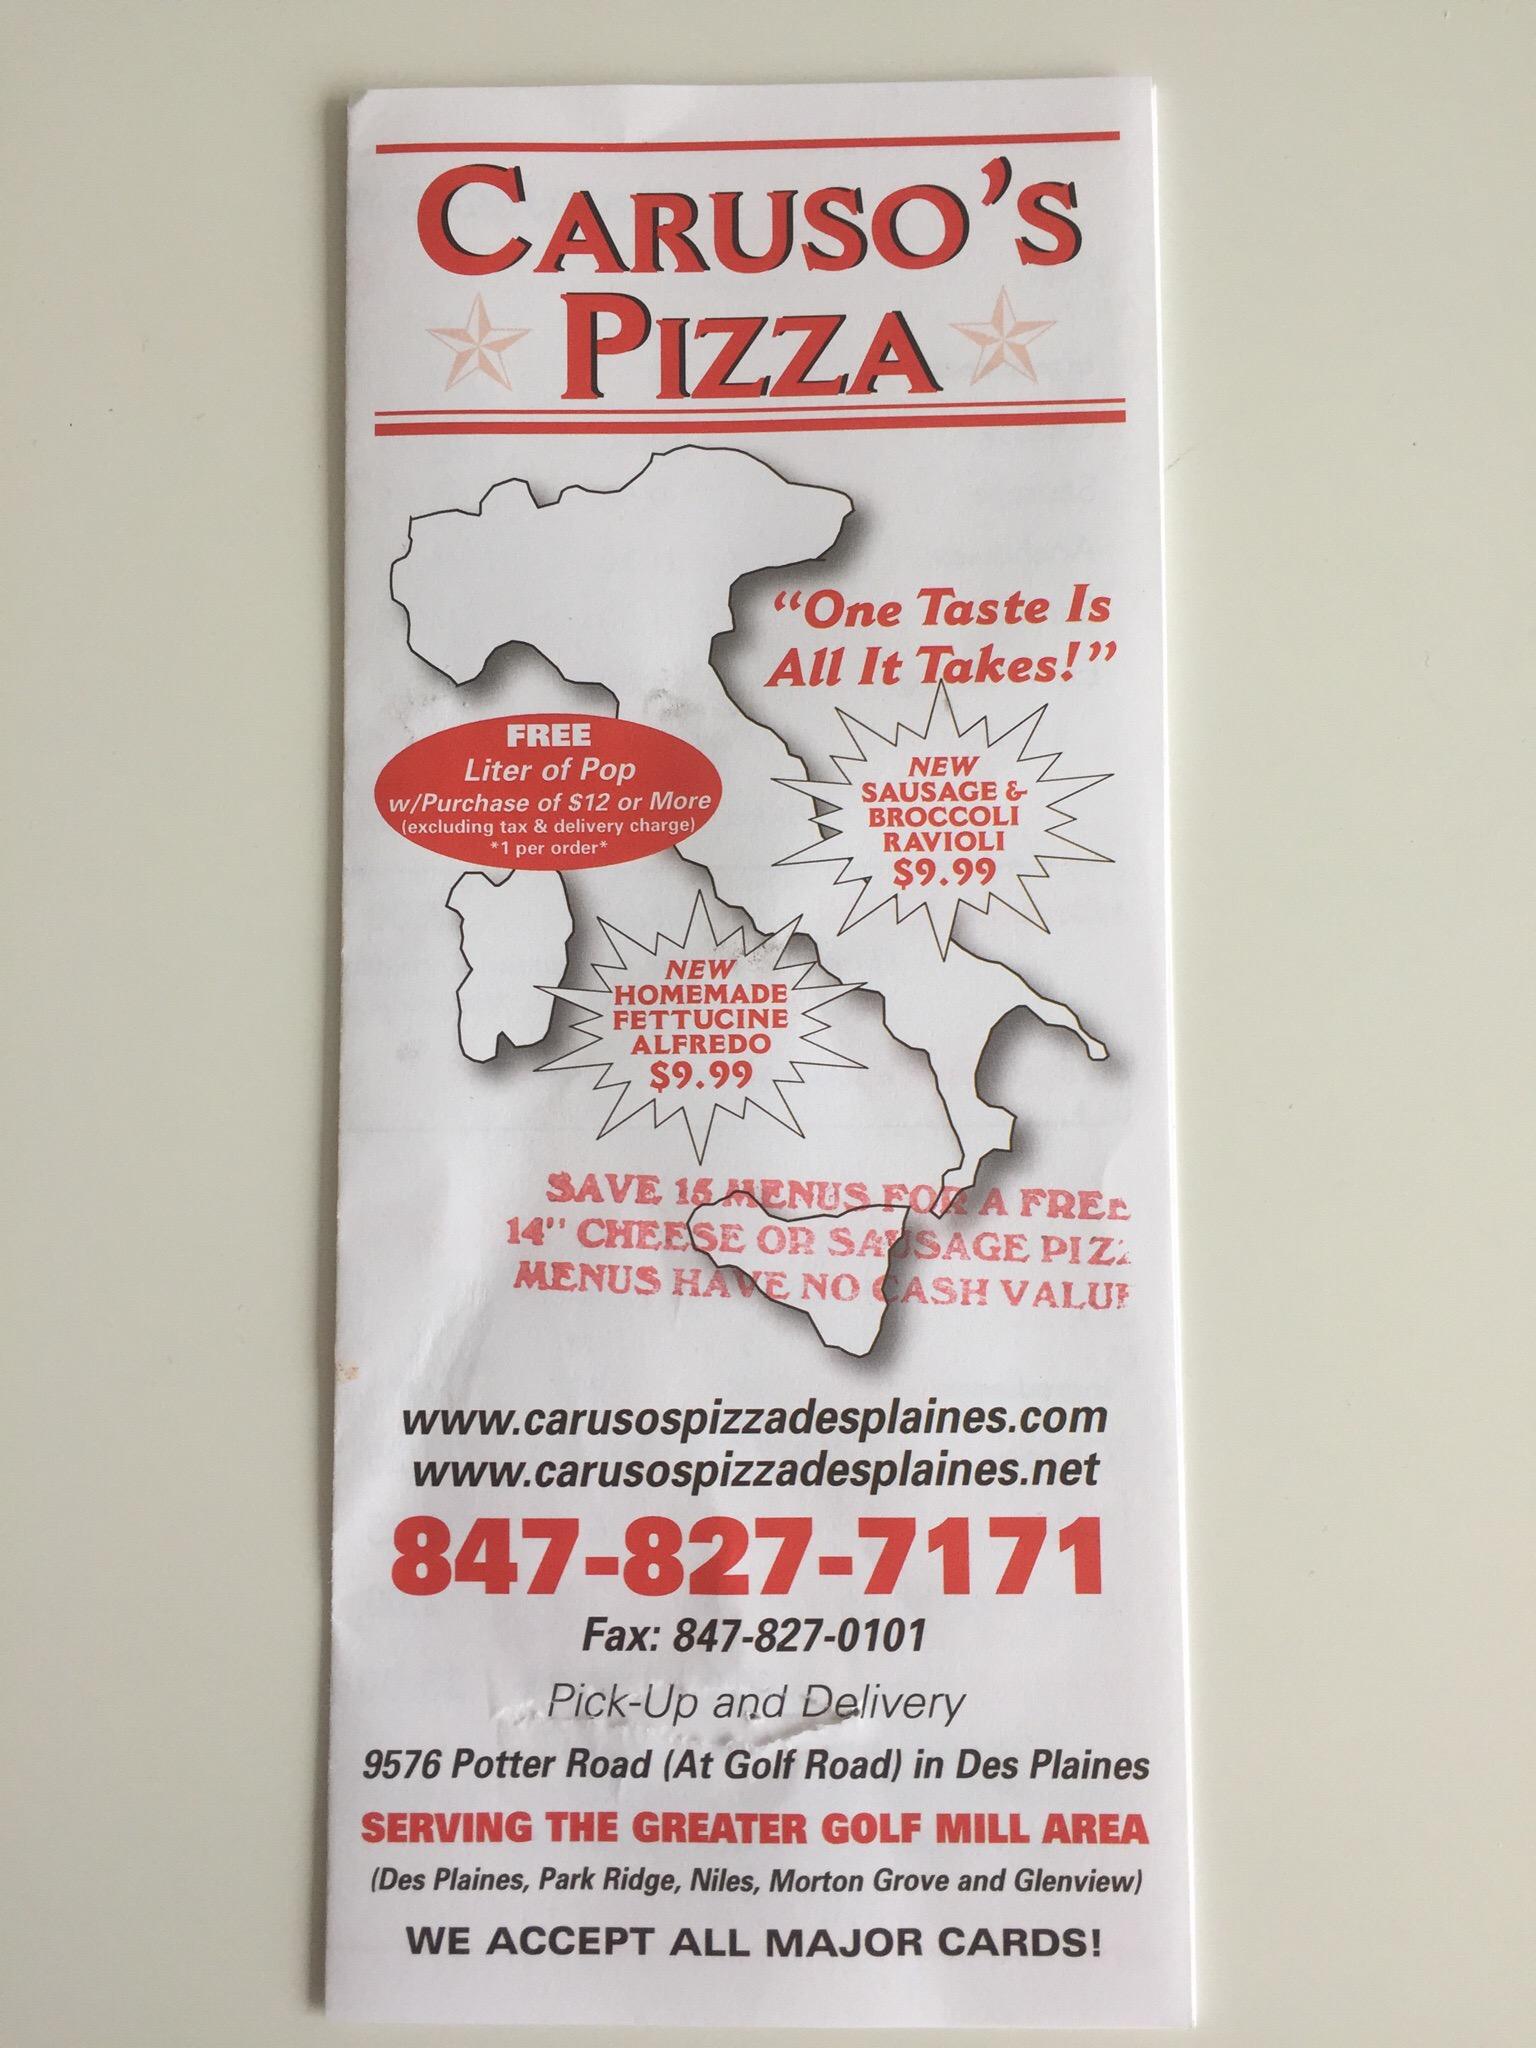 CARUSO'S
PIZZA
"One Taste Is
All It Takes!"
FREE
Liter of Pop
w/Purchase of $12 or More
(excluding tax & delivery charge)
*1 per order*
NEW
SAUSAGE &
BROCCOLI
RAVIOLI
$9.99
NEW
HOMEMADE
FETTUCINE
ALFREDO
$9.99
SAVE 15 MENUS FOR A FREE
14" CHEESE OR SAUSAGE PIZZ
MENUS HAVE NO CASH VALUE
www.carusospizzadesplaines.com
www.carusospizzadesplaines.net
847-827-7171
Fax: 847-827-0101
Pick-Up and Delivery
9576 Potter Road (At Golf Road) in Des Plaines
SERVING THE GREATER GOLF MILL AREA
(Des Plaines, Park Ridge, Niles, Morton Grove and Glenview)
WE ACCEPT ALL MAJOR CARDS!